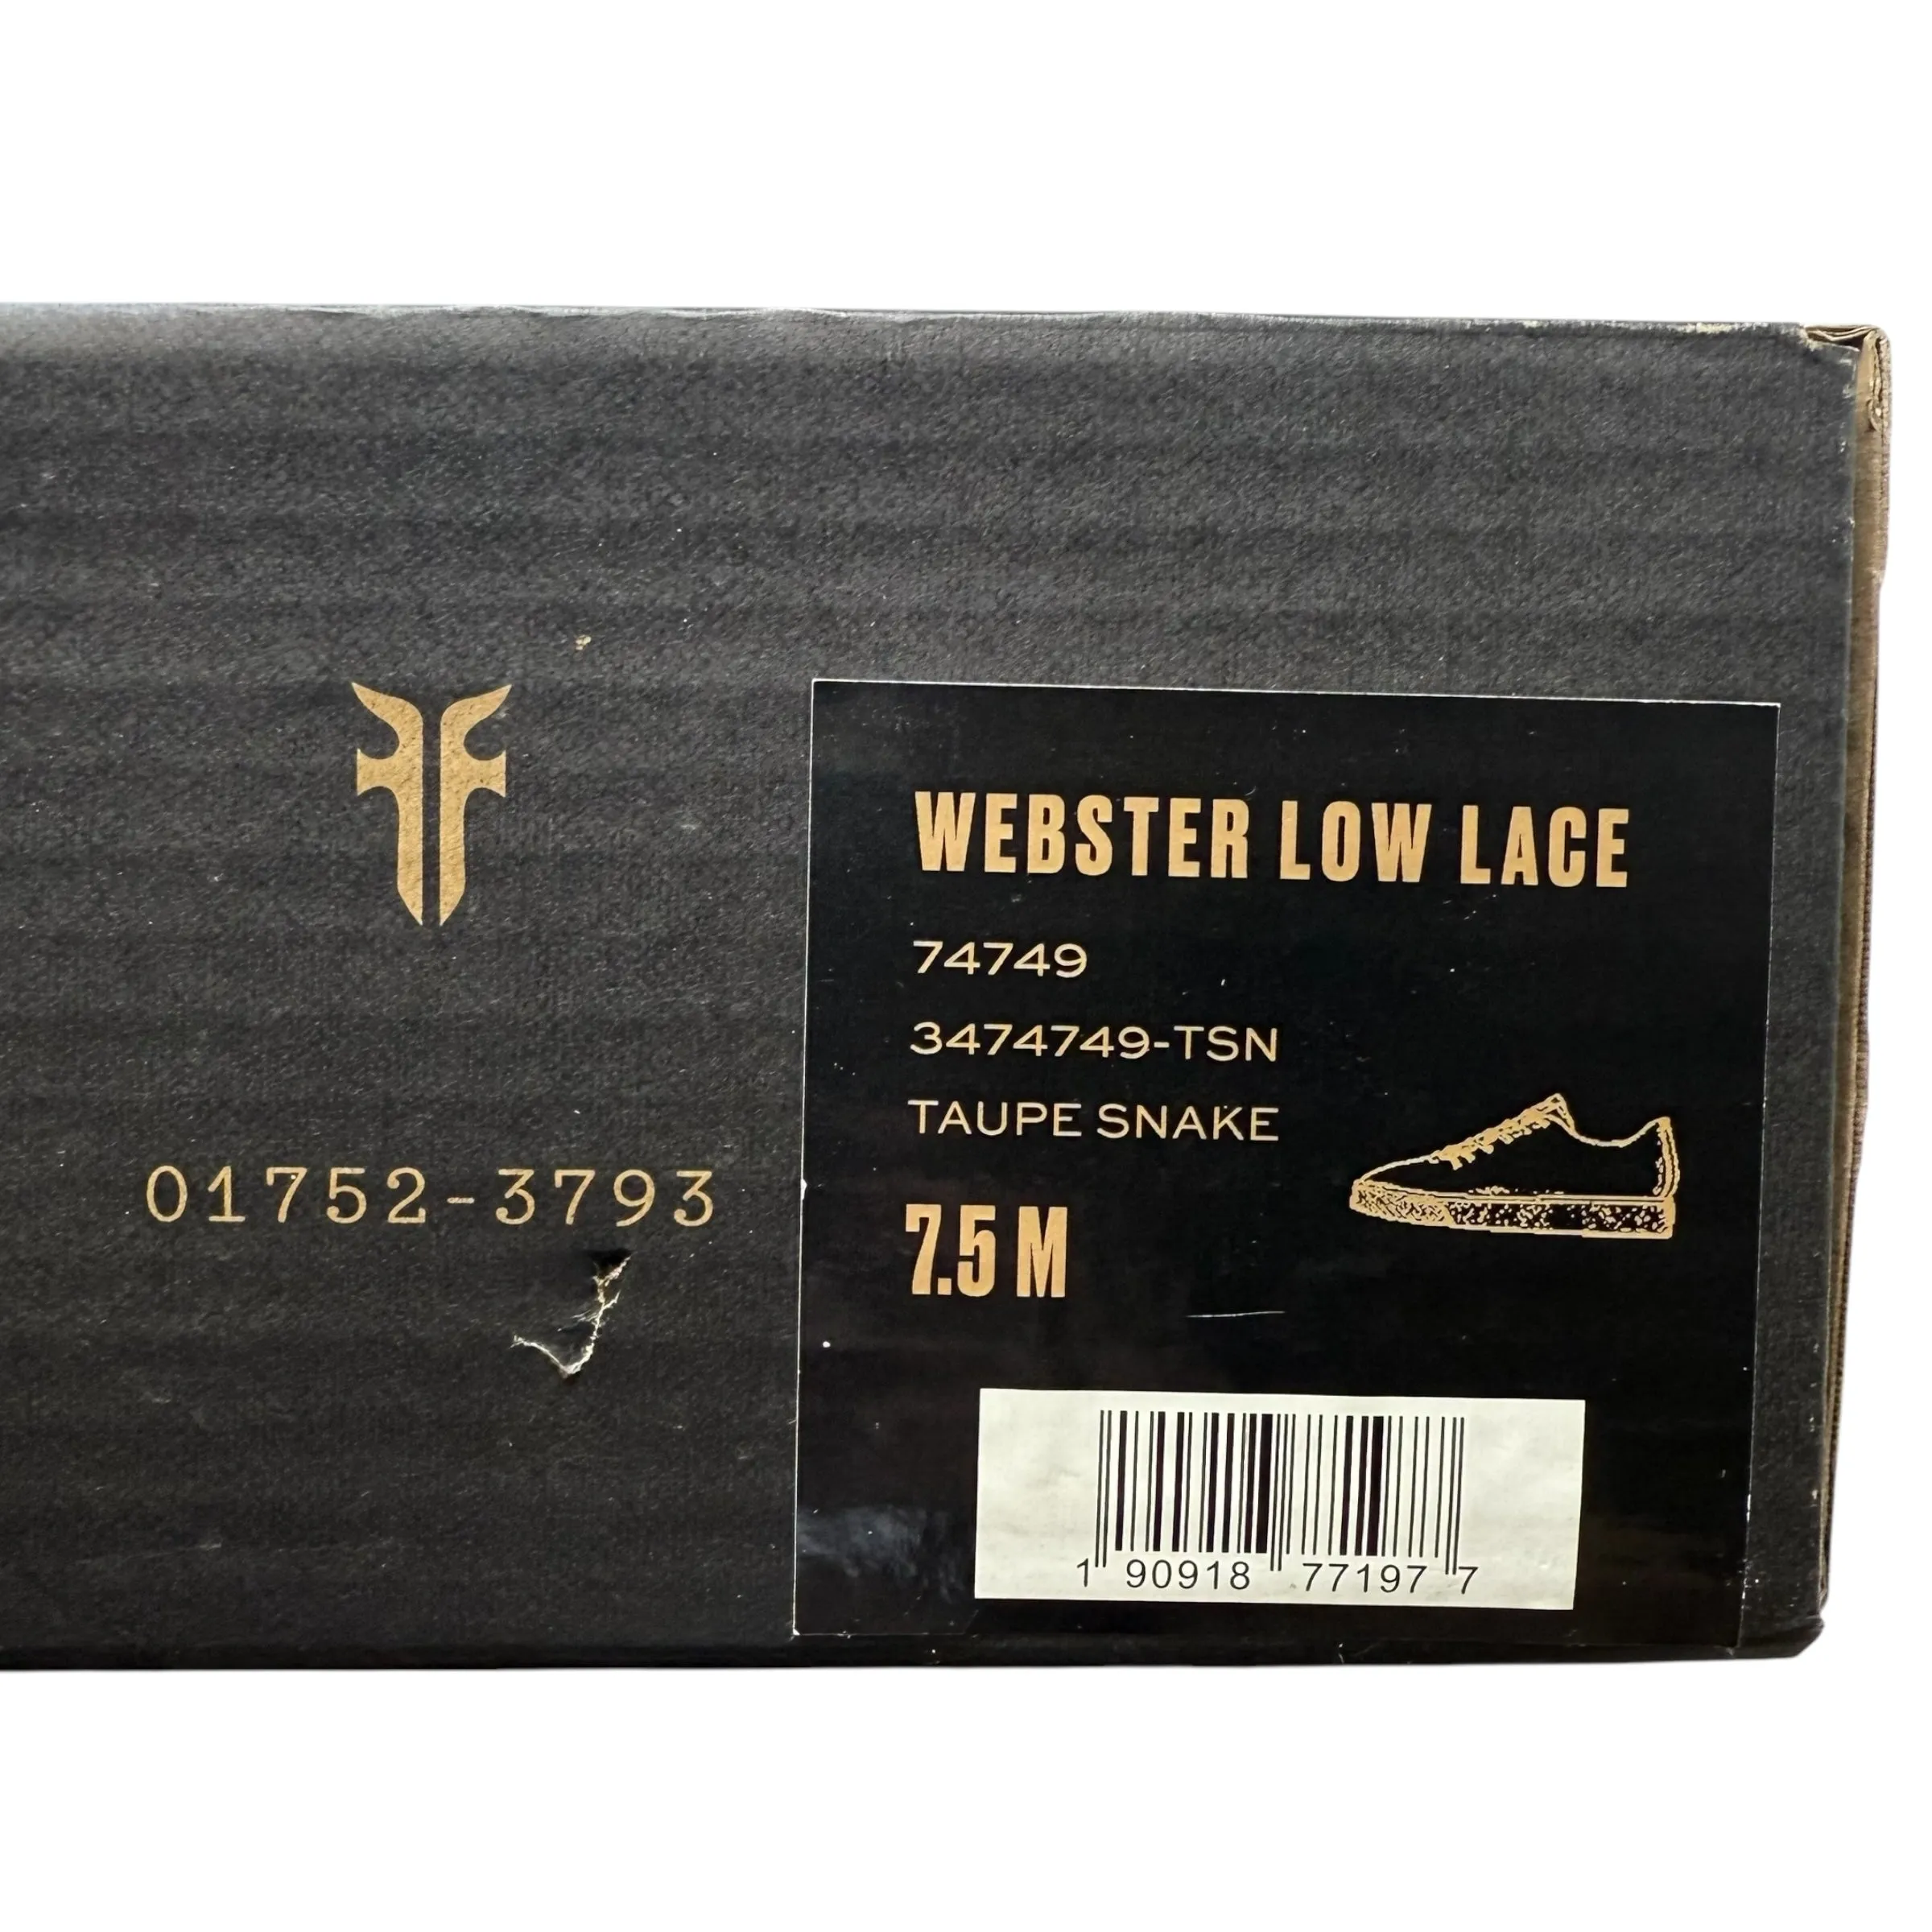 01752-3793
WEBSTER LOW LACE
74749
3474749-TSN
TAUPE SNAKE
7.5 M
1 90918 77197 7